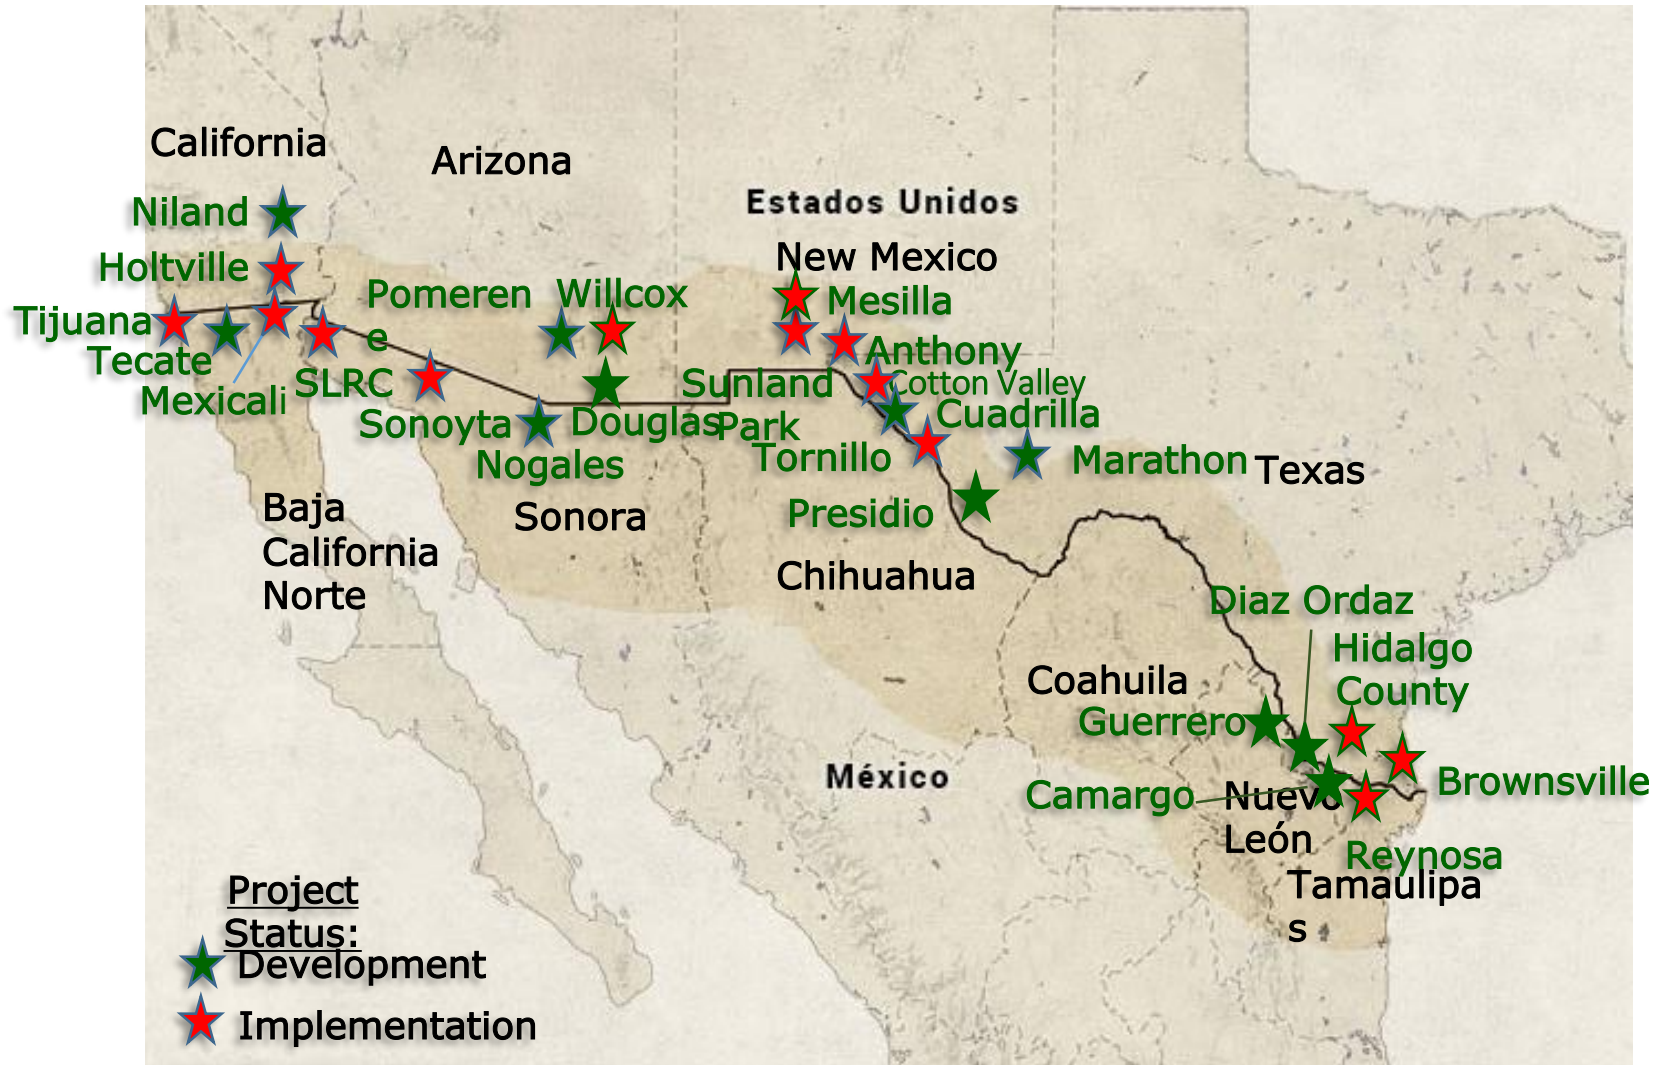 California
Arizona
Estados Unidos
Niland
New Mexico
Holtville
Pomeren
e
Willcox
Mesilla
Tijuana
Tecate
Anthony
Mexicali
SLRC
Sunland
Park
Cotton Valley
Sonoyta
Douglas
Cuadrilla
Nogales
Tornillo
Marathon
Texas
Baja
California
Norte
Sonora
Presidio
Chihuahua
Diaz Ordaz
Hidalgo
County
Coahuila
Guerrero
México
Camargo
Nuevo
León
Brownsville
Reynosa
Tamaulipa
s
Project
Status:
Development
Implementation